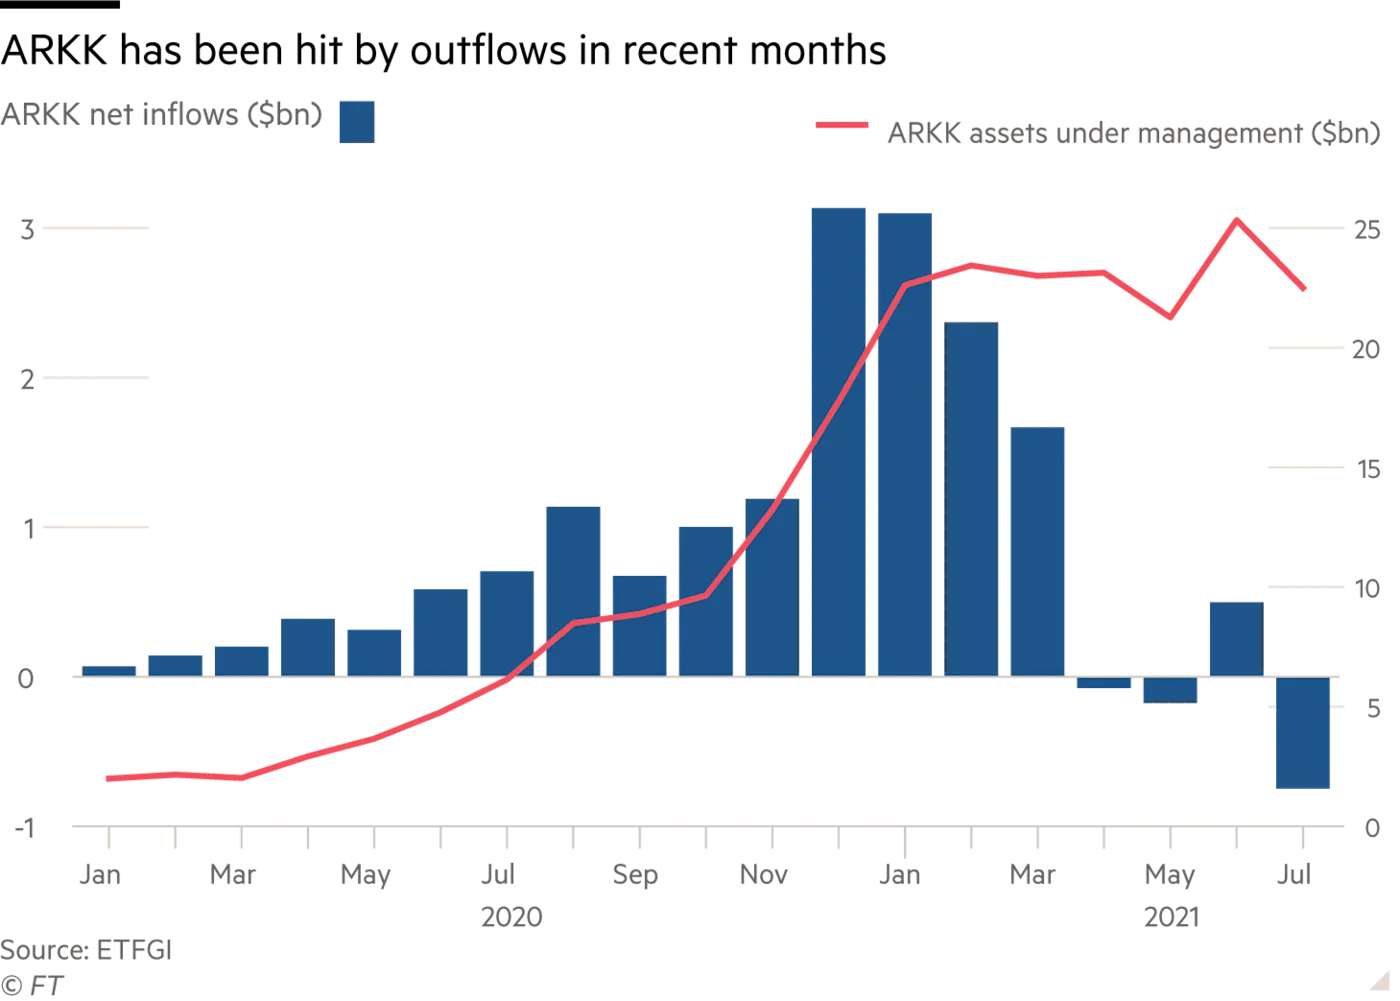 ARKK has been hit by outflows in recent months
ARKK net inflows ($bn)
ARKK assets under management ($bn)
3
2
1
0
-1
25
20
15
10
5
0
Jan Mar May Jul Sep Nov Jan Mar May Jul
2020 2021
Source: ETFGI
© FT